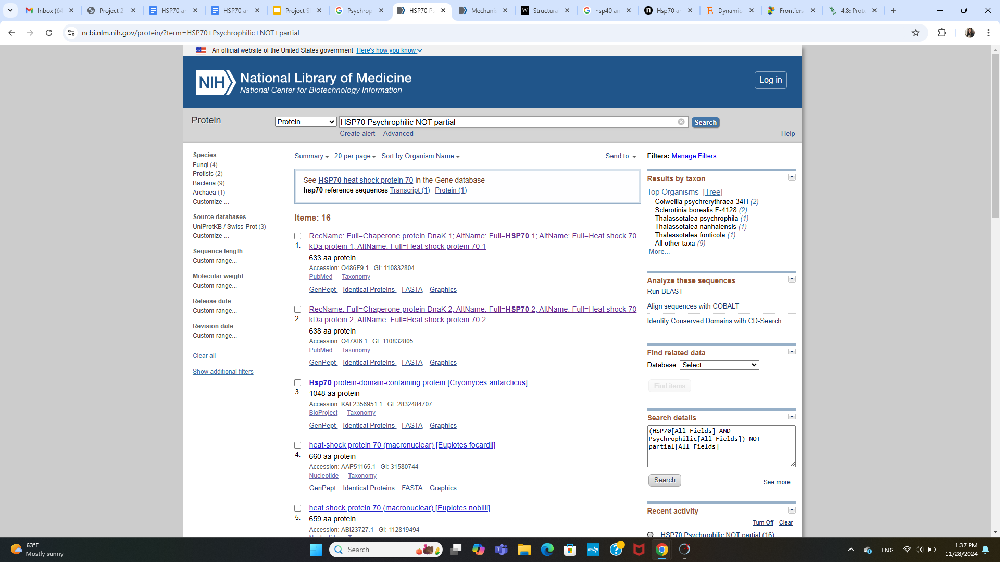 Inbox (64
Project 2
HSP70 an
HSP70 an
Project S
Psychrop
HSP70 Ps
Mechanis
Structura
hsp40 an
Hsp70 an
Dynamic
Frontiers
4.8: Prote
ncbi.nlm.nih.gov/protein/?term=HSP70+Psychrophilic+NOT+partial
An official website of the United States government Here's how you know
NIH National Library of Medicine
National Center for Biotechnology Information
Log in
Protein
Protein
HSP70 Psychrophilic NOT partial
Search
Create alert Advanced
Help
Species
Fungi (4)
Protists (2)
Bacteria (9)
Archaea (1)
Customize ...
Source databases
UniProtKB / Swiss-Prot (3)
Customize ...
Sequence length
Custom range...
Molecular weight
Custom range...
Release date
Custom range...
Revision date
Custom range...
Clear all
Show additional filters
Summary 20 per page Sort by Organism Name
Send to:
See HSP70 heat shock protein 70 in the Gene database
hsp70 reference sequences Transcript (1) Protein (1)
Items: 16
RecName: Full=Chaperone protein DnaK 1; AltName: Full=HSP70 1; AltName: Full=Heat shock 70
1. kDa protein 1; AltName: Full=Heat shock protein 70 1
633 aa protein
Accession: Q486F9.1 GI: 110832804
PubMed Taxonomy
GenPept Identical Proteins FASTA Graphics
RecName: Full=Chaperone protein DnaK 2; AltName: Full=HSP70 2; AltName: Full=Heat shock 70
2. kDa protein 2; AltName: Full=Heat shock protein 70 2
638 aa protein
Accession: Q47XI6.1 GI: 110832805
PubMed Taxonomy
GenPept Identical Proteins FASTA Graphics
Hsp70 protein-domain-containing protein [Cryomyces antarcticus]
3. 1048 aa protein
Accession: KAL2356951.1 GI: 2832484707
BioProject Taxonomy
GenPept Identical Proteins FASTA Graphics
heat-shock protein 70 (macronuclear) [Euplotes focardii]
4. 660 aa protein
Accession: AAP51165.1 GI: 31580744
Nucleotide Taxonomy
GenPept Identical Proteins FASTA Graphics
heat shock protein 70 (macronuclear) [Euplotes nobilii]
5. 659 aa protein
Accession: ABI23727.1 GI: 112819494
Nucleotide Taxonomy
Filters: Manage Filters
Results by taxon
Top Organisms [Tree]
Colwellia psychrerythraea 34H (2)
Sclerotinia borealis F-4128 (2)
Thalassotalea psychrophila (1)
Thalassotalea nanhaiensis (1)
Thalassotalea fonticola (1)
All other taxa (9)
More...
Analyze these sequences
Run BLAST
Align sequences with COBALT
Identify Conserved Domains with CD-Search
Find related data
Database: Select
Find items
Search details
(HSP70[All Fields] AND
Psychrophilic[All Fields]) NOT
partial[All Fields]
Search
See more...
Recent activity
Turn Off Clear
HSP70 Psychrophilic NOT partial (16)
63°F
Mostly sunny
Search
myhp
ENG
1:37 PM
11/28/2024